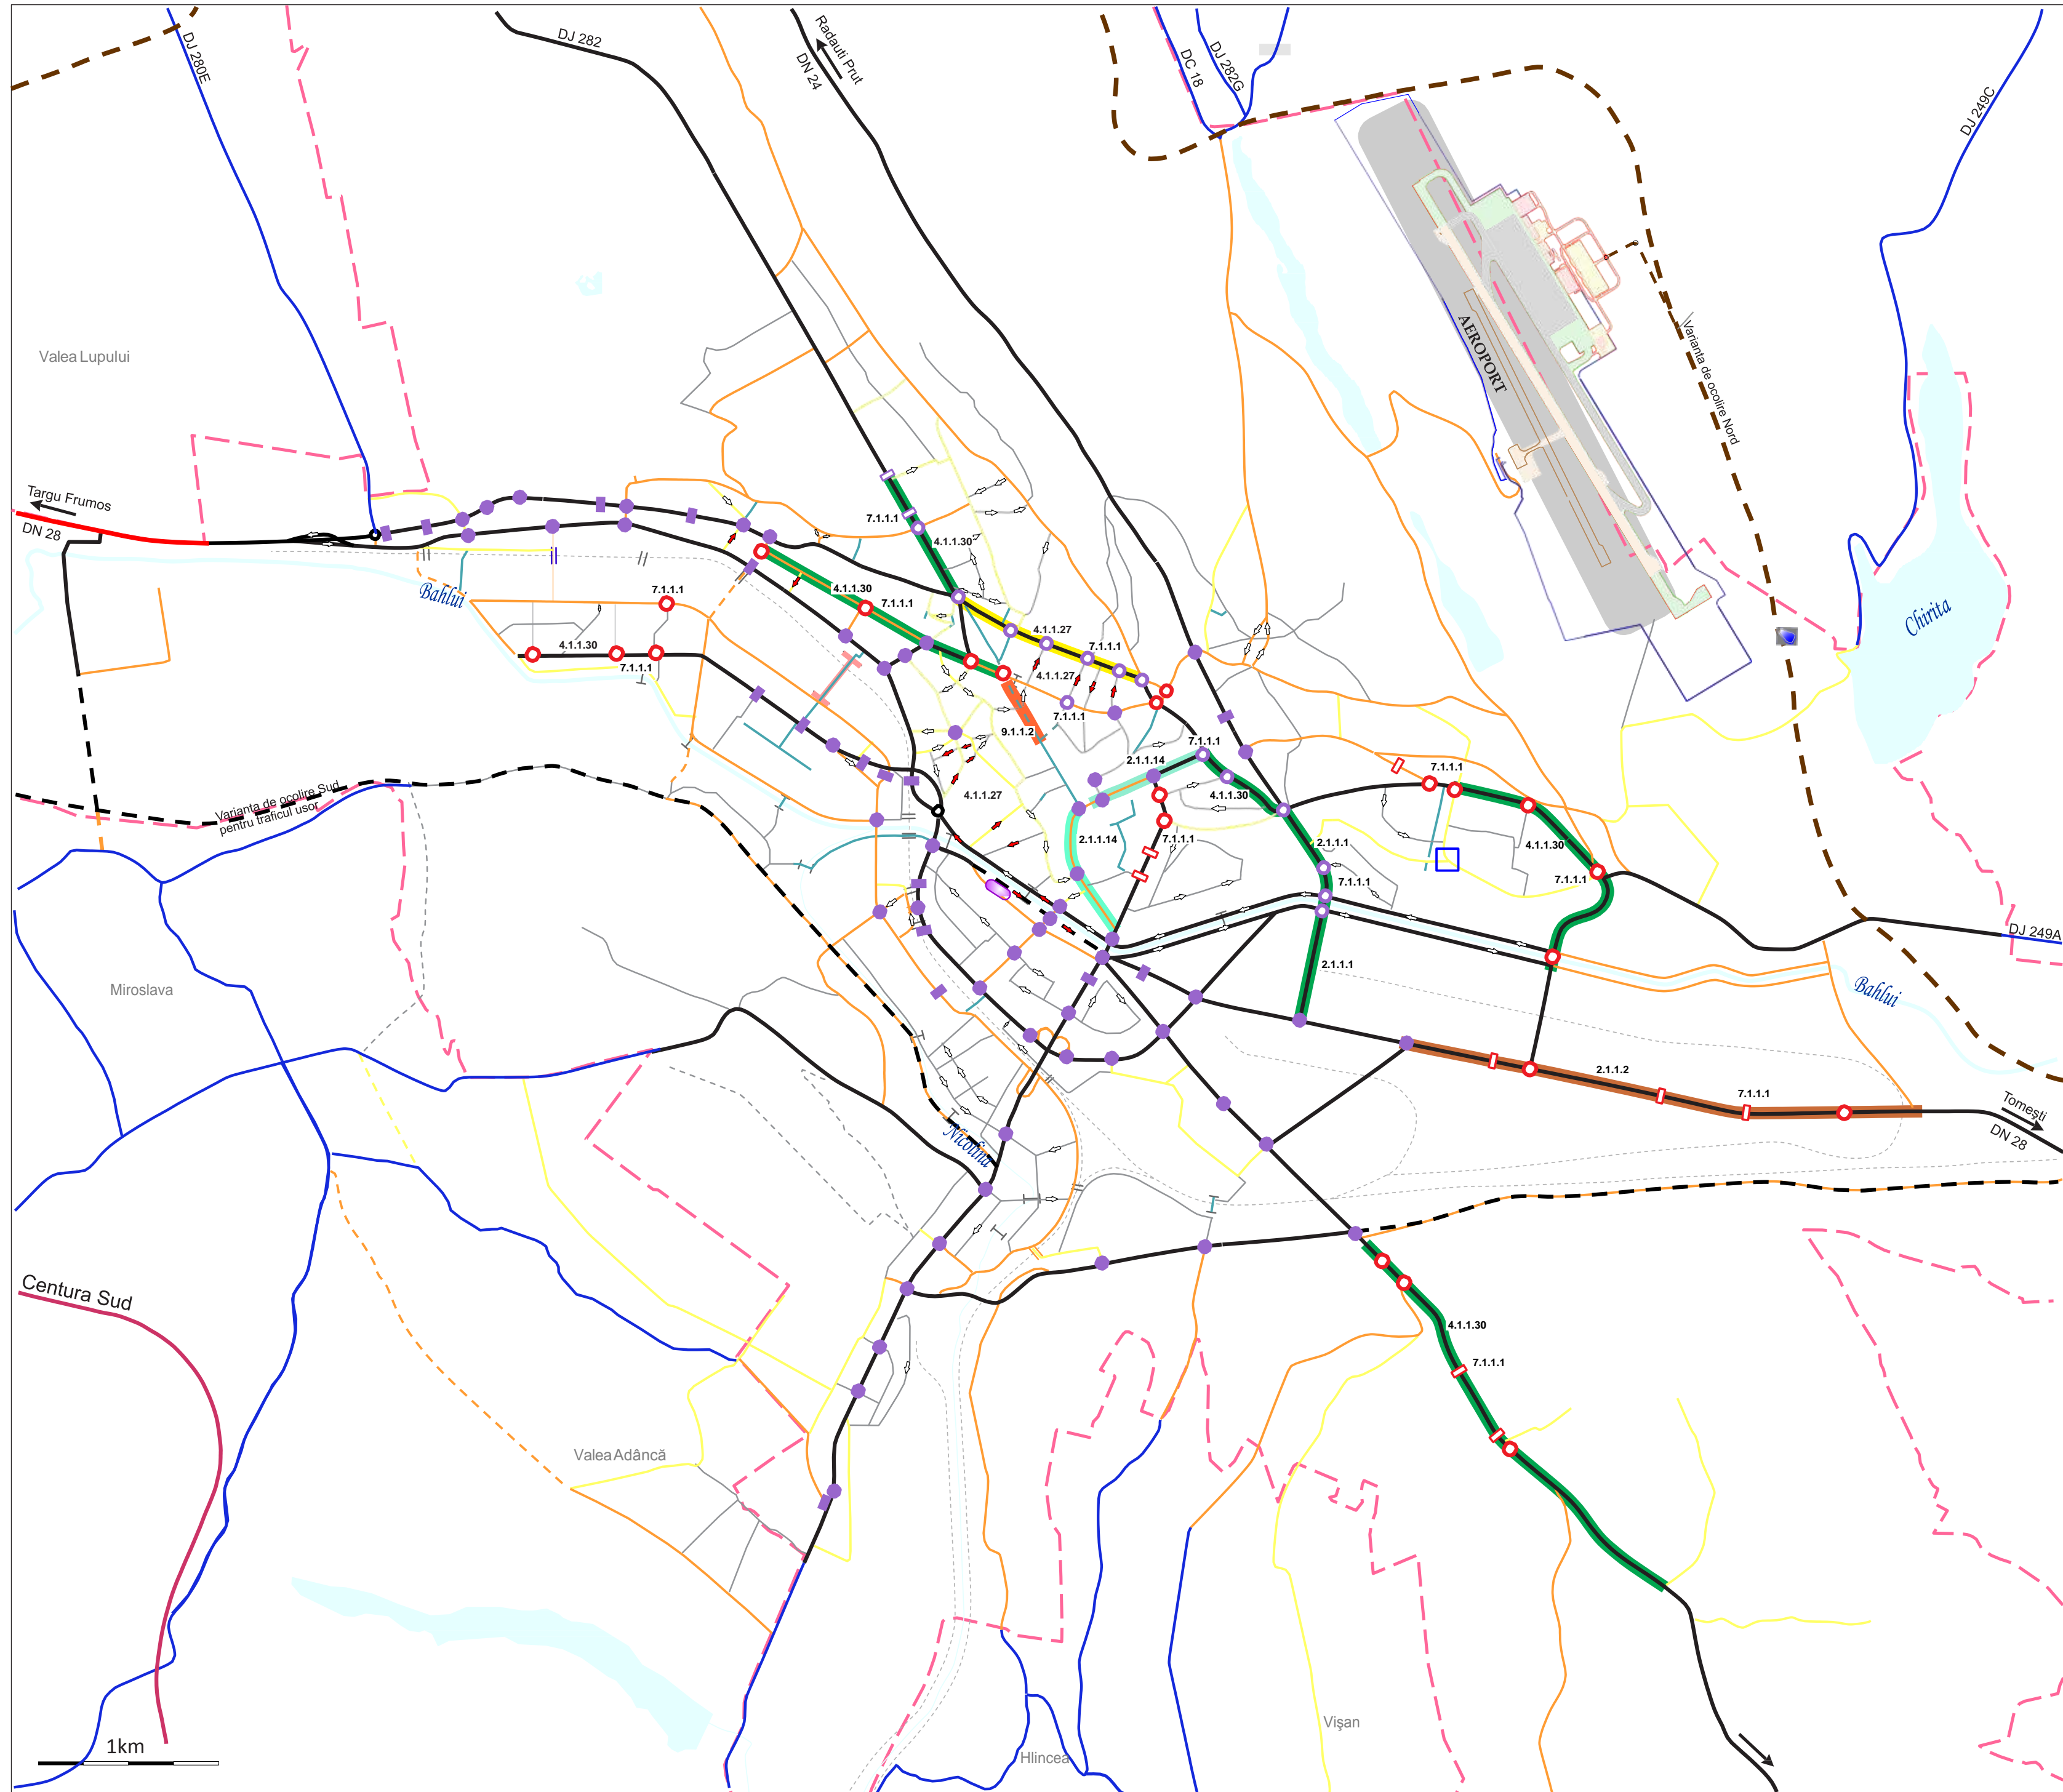 DJ 280E
DJ 282
Radauti Prut
DN 24
DC 18
DJ 282G
DJ 249C
Valea Lupului
AEROPORT
Varianta de ocolire Nord
Targu Frumos
DN 28
7.1.1.1
4.1.1.30
Bahlui
7.1.1.1
4.1.1.30
7.1.1.1
Chirita
4.1.1.27
4.1.1.30
7.1.1.1
7.1.1.1
4.1.1.27
7.1.1.1
9.1.1.2
7.1.1.1
2.1.1.14
7.1.1.1
Varianta de ocolire Sud
pentru traficul usor
4.1.1.27
4.1.1.30
2.1.1.14
7.1.1.1
2.1.1.1
4.1.1.30
7.1.1.1
7.1.1.1
DJ 249A
2.1.1.1
Miroslava
Bahlui
2.1.1.2
7.1.1.1
Tomești
DN 28
Nicolina
Centura Sud
4.1.1.30
7.1.1.1
Valea Adâncă
Vişan
1km
Hlincea